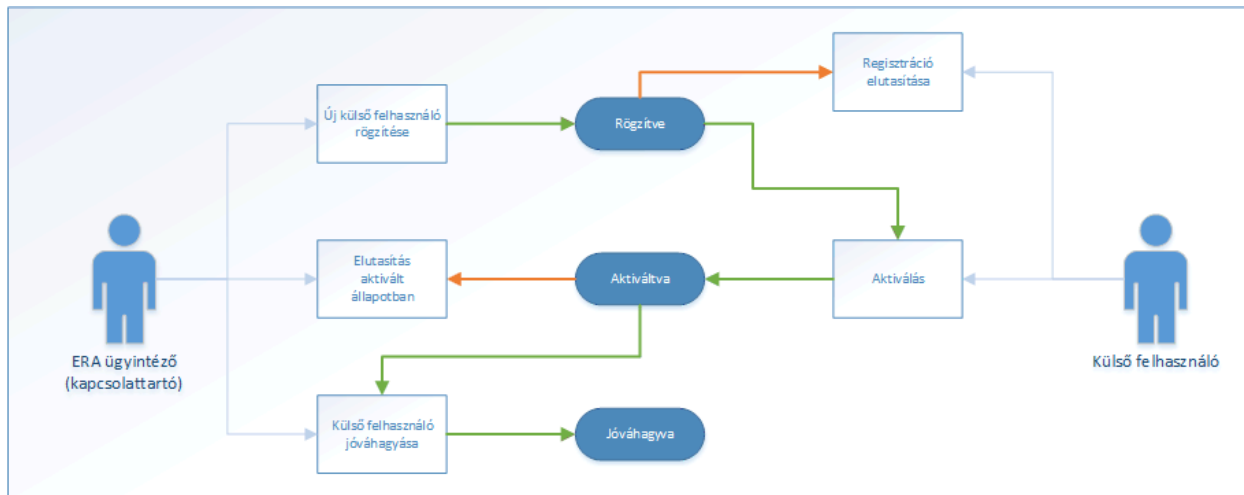 Regisztráció
elutasítása
Új külső felhasználó
rögzítése
Rögzítve
Elutasítás
aktivált
állapotban
Aktiváltva
Aktiválás
ERA ügyintéző
(kapcsolattartó)
Külső felhasználó
Külső felhasználó
jóváhagyása
Jóváhagyva